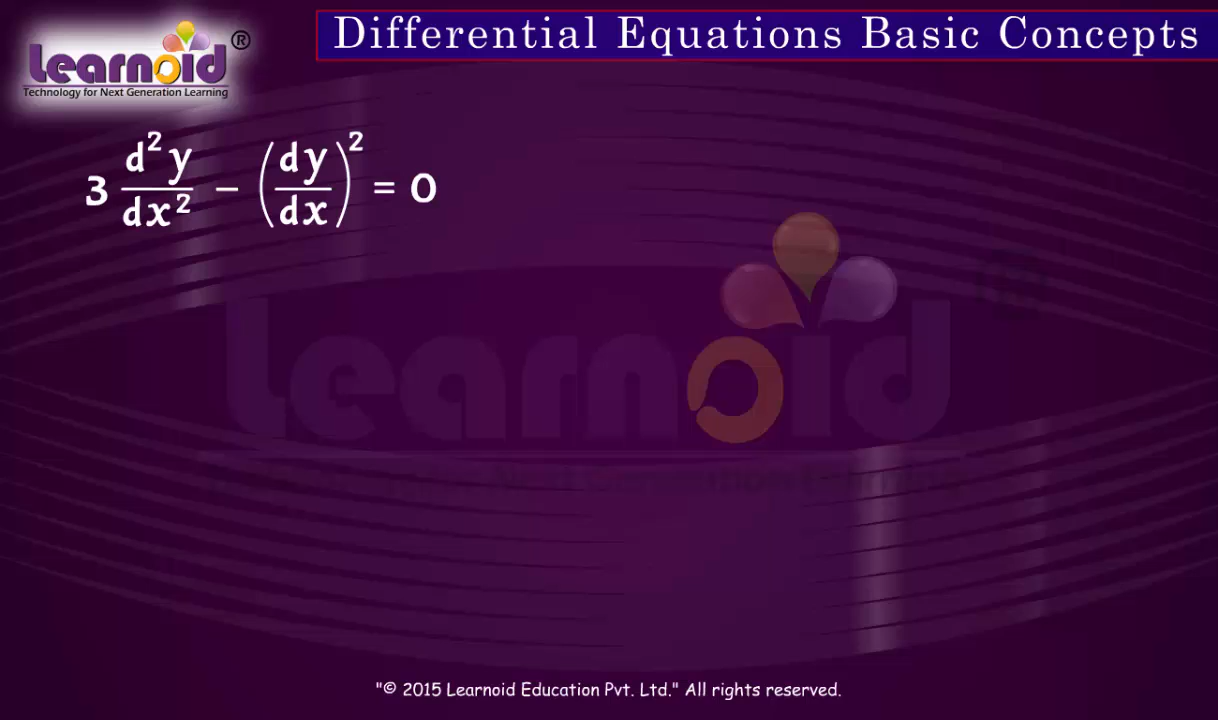 Learnoid®
Technology for Next Generation Learning
Differential Equations Basic Concepts
3 d²y/dx² − (dy/dx)² = 0
Learnoid
"© 2015 Learnoid Education Pvt. Ltd." All rights reserved.